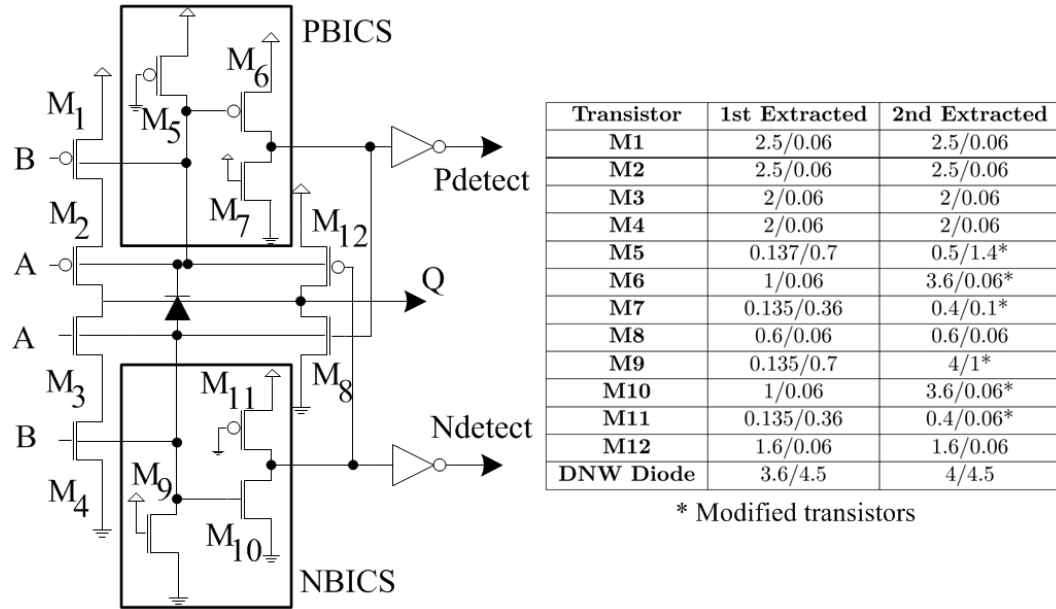 PBICS
M6
M1
M5
B
Pdetect
M7
M2
M12
A
Q
A
M8
M3
M11
Ndetect
B
M9
M4
M10
NBICS
Transistor 1st Extracted 2nd Extracted
M1 2.5/0.06 2.5/0.06
M2 2.5/0.06 2.5/0.06
M3 2/0.06 2/0.06
M4 2/0.06 2/0.06
M5 0.137/0.7 0.5/1.4*
M6 1/0.06 3.6/0.06*
M7 0.135/0.36 0.4/0.1*
M8 0.6/0.06 0.6/0.06
M9 0.135/0.7 4/1*
M10 1/0.06 3.6/0.06*
M11 0.135/0.36 0.4/0.06*
M12 1.6/0.06 1.6/0.06
DNW Diode 3.6/4.5 4/4.5
* Modified transistors